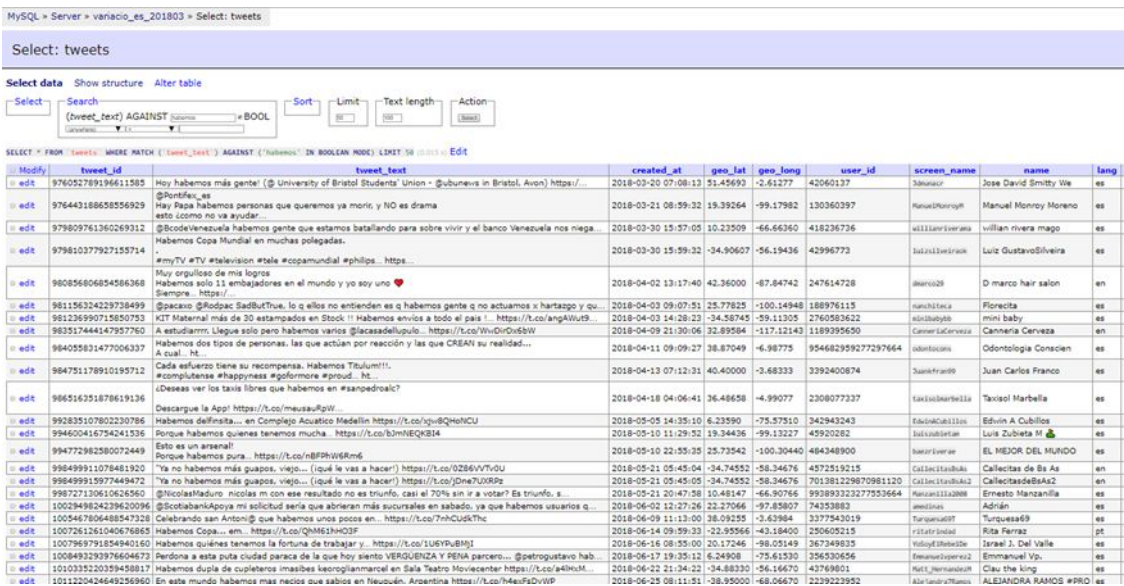 MySQL » Server » variacio_es_201803 » Select: tweets
Select: tweets
Select data Show structure Alter table
Select Search Sort Limit Text length Action
(tweet_text) AGAINST habemos BOOL
(anywhere) 50 100 Select
SELECT * FROM `tweets` WHERE MATCH (`tweet_text`) AGAINST ('habemos' IN BOOLEAN MODE) LIMIT 50 Edit
Modify tweet_id tweet_text created_at geo_lat geo_long user_id screen_name name lang
edit 976052789196611585 Hoy habemos más gente! (@ University of Bristol Students' Union - @ubunews in Bristol, Avon) https:/... 2018-03-20 07:08:13 51.45693 -2.61277 42060137 Jose David Smitty We es
@Pontifex_es
edit 976443188658556929 Hay Papa habemos personas que queremos ya morir, y NO es drama 2018-03-21 08:59:32 19.39264 -99.17982 130360397 ManuelMonroyM Manuel Monroy Moreno es
esto ¿como no va ayudar...
edit 979809761360269312 @BcodeVenezuela habemos gente que estamos batallando para sobre vivir y el banco Venezuela nos niega... 2018-03-30 15:57:05 10.23509 -66.66360 418236736 willianriverama willian rivera mago es
Habemos Copa Mundial en muchas polegadas.
edit 979810377927155714 . 2018-03-30 15:59:32 -34.90607 -56.19436 42996773 Luiz GustavoSilveira es
#myTV #TV #television #tele #copamundial #philips... https...
Muy orgulloso de mis logros
edit 980856806854586368 Habemos solo 11 embajadores en el mundo y yo soy uno ❤ 2018-04-02 13:17:40 42.36000 -87.84742 247614728 dmarco20 D marco hair salon en
Siempre... https:/...
edit 981156324229738499 @pacaxo @Rodpac SadButTrue, lo q ellos no entienden es q habemos gente q no actuamos x hartazgo y qu... 2018-04-03 09:07:51 25.77825 -100.14948 188976115 nanchiteca Florecita es
edit 981236990715850753 KIT Maternal más de 30 estampados en Stock !! Habemos envíos a todo el pais !... https://t.co/angAWut9... 2018-04-03 14:28:23 -34.58745 -59.11305 2760583622 minibabybb mini baby es
edit 983517444147957760 A estudiarrrr. Llegue solo pero habemos varios @lacasadellupulo... https://t.co/WwDirDx6bW 2018-04-09 21:30:06 32.89584 -117.12143 1189395650 CanneriaCerveza Canneria Cerveza en
edit 984055831477006337 Habemos dos tipos de personas, las que actúan por reacción y las que CREAN su realidad... 2018-04-11 09:09:27 38.87049 -6.98775 954682959277297664 odontocons Odontologia Conscien es
A cual... ht...
edit 984751178910195712 Cada esfuerzo tiene su recompensa. Habemos Titulum!!!. 2018-04-13 07:12:31 40.40000 -3.68333 3392400874 Juankfran99 Juan Carlos Franco es
#complutense #happyness #goformore #proud... ht...
¿Deseas ver los taxis libres que habemos en #sanpedroalc?
edit 986516351878619136 2018-04-18 04:06:41 36.48658 -4.99077 2308077337 taxisolmarbella Taxisol Marbella es
Descargue la App! https://t.co/meusauRpW...
edit 992835107802230786 Habemos delfinsita... en Complejo Acuatico Medellin https://t.co/xjw8QHoNCU 2018-05-05 14:35:10 6.23590 -75.57510 342943243 EdwinACubillos Edwin A Cubillos es
edit 994600416754241536 Porque habemos quienes tenemos mucha... https://t.co/bJmNEQKBI4 2018-05-10 11:29:52 19.34436 -99.13227 45920282 luiszubietam Luis Zubieta M es
edit 994772982580072449 Esto es un arsenal! 2018-05-10 22:55:35 25.73542 -100.30440 484348900 EL MEJOR DEL MUNDO es
Porque habemos pura... https://t.co/nBFPhW6Rm6
edit 998499911078481920 "Ya no habemos más guapos, viejo... (¡qué le vas a hacer!) https://t.co/0Z86VVTv0U 2018-05-21 05:45:04 -34.74552 -58.34676 4572519215 CallecitasBsAs Callecitas de Bs As en
edit 998499915977449472 "Ya no habemos más guapos, viejo... (¡qué le vas a hacer!) https://t.co/jDne7UXRPz 2018-05-21 05:45:05 -34.74552 -58.34676 701381229870981120 CallecitasBsAs2 CallecitasdeBsAs2 en
edit 998727130610626560 @NicolasMaduro nicolas m con ese resultado no es triunfo, casi el 70% sin ir a votar? Es triunfo, s... 2018-05-21 20:47:58 10.48147 -66.90766 993893323277553664 Manzanilla2008 Ernesto Manzanilla es
edit 1002949824239620096 @ScotiabankApoya mi solicitud sería que abrieran más sucursales en sabado, ya que habemos usuarios q... 2018-06-02 12:27:26 22.27066 -97.85807 74353883 amedinas Adrián es
edit 1005467806488547328 Celebrando san Antoni@ que habemos unos pocos en... https://t.co/7nhCUdkThc 2018-06-09 11:13:00 38.09255 -3.63984 3377543019 Turquesa69T Turquesa69 es
edit 1007261261040676865 Habemos Copa... em... https://t.co/QhM61hHO3F 2018-06-14 09:59:33 -22.95566 -43.18400 250605215 ritatrindad Rita Ferraz pt
edit 1007969791854940160 Habemos quiénes tenemos la fortuna de trabajar y... https://t.co/1U6YPuBMjI 2018-06-16 08:55:00 20.17246 -98.05149 367349835 YoSoyElRebelDe Israel J. Del Valle es
edit 1008493293976604673 Perdona a esta puta ciudad paraca de la que hoy siento VERGÜENZA Y PENA parcero... @petrogustavo hab... 2018-06-17 19:35:12 6.24908 -75.61530 356530656 Emmanuelvperez2 Emmanuel Vp. es
edit 1010335220359458817 Habemos dupla de cupleteros imasibes keoroglianmarcel en Sala Teatro Moviecenter https://t.co/a4lHxM... 2018-06-22 21:34:22 -34.88330 -56.16670 43769801 Matt_HernandezM Clau the king es
edit 1011220424649256960 En este mundo habemos mas necios que sabios en Neuquén, Argentina https://t.co/h4exFsDvWP 2018-06-25 08:11:51 -38.95000 -68.06670 2239223952 Alejandra7Ramos ALEJANDRA RAMOS #PRO es